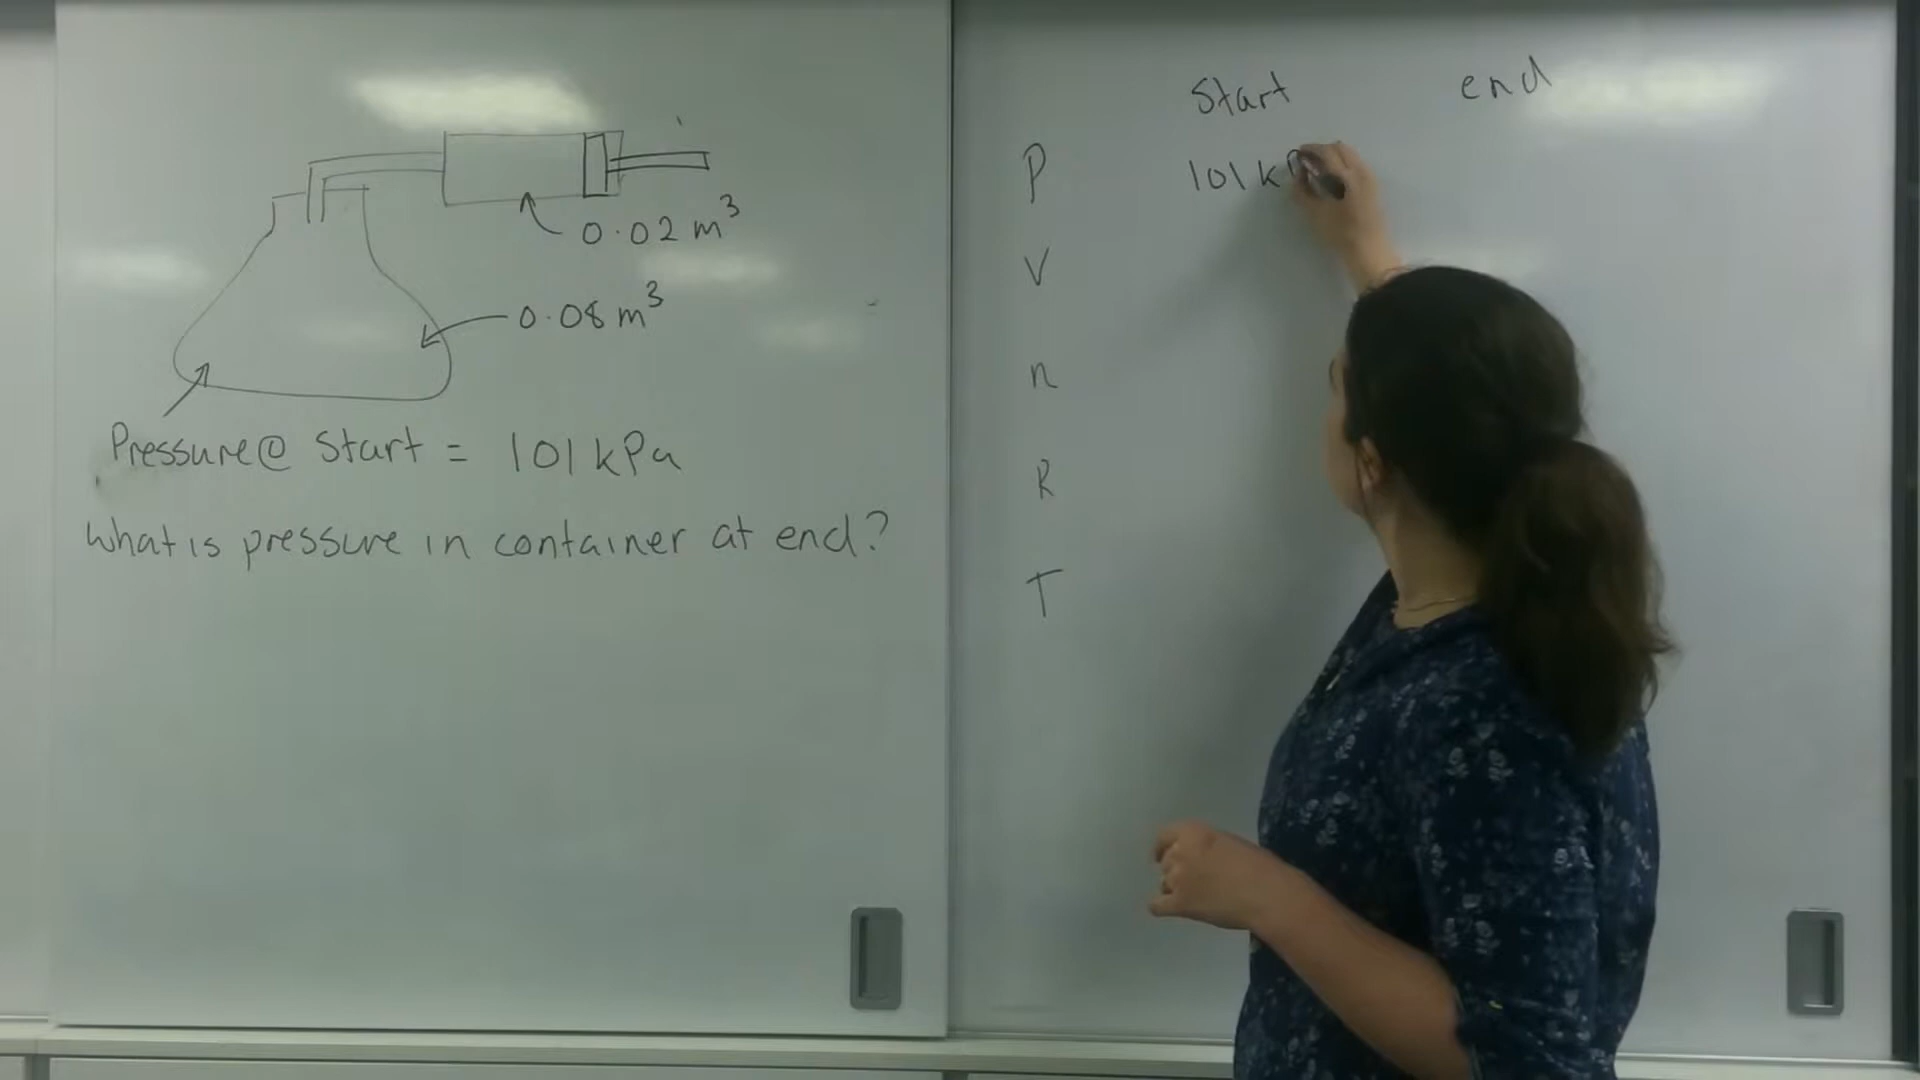 0.02 m³
0.08 m³
Pressure@ Start = 101 kPa
What is pressure in container at end?
Start end
P 101 kP
V
n
R
T